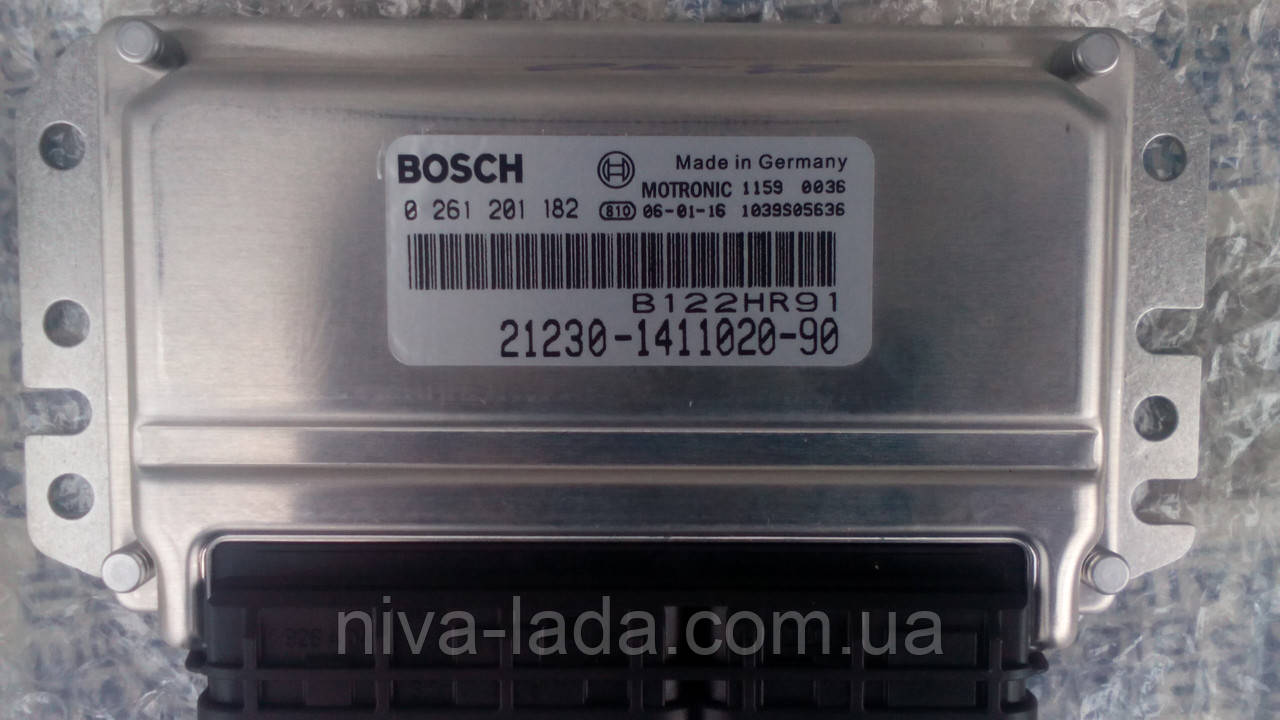 BOSCH Made in Germany
MOTRONIC 1159 0036
0 261 201 182 810 06-01-16 1039S05636
B122HR91
21230-1411020-90
niva-lada.com.ua